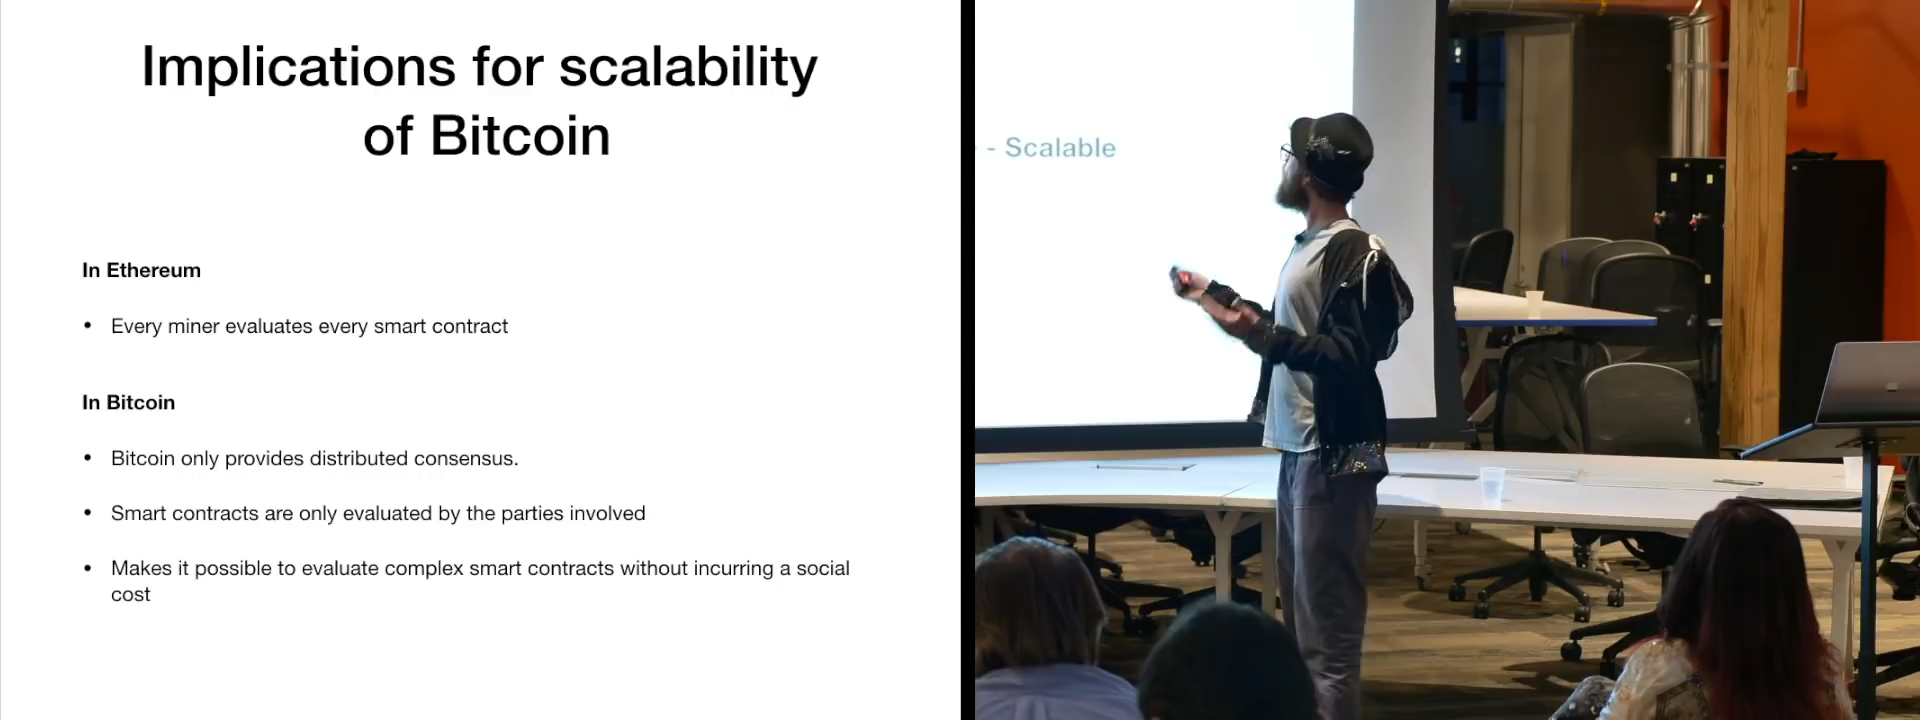 Implications for scalability
of Bitcoin
In Ethereum
• Every miner evaluates every smart contract
In Bitcoin
• Bitcoin only provides distributed consensus.
• Smart contracts are only evaluated by the parties involved
• Makes it possible to evaluate complex smart contracts without incurring a social
cost
- Scalable